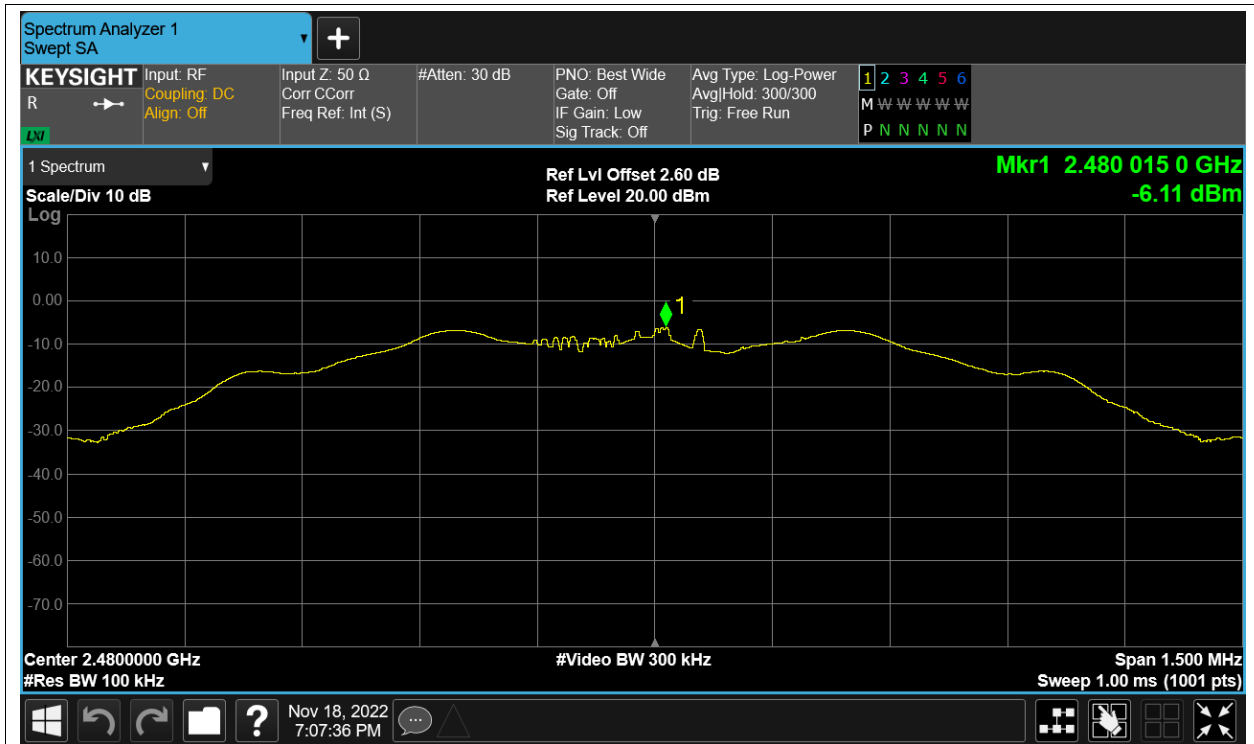 Spectrum Analyzer 1
Swept SA
+
KEYSIGHT
R
LXI
Input: RF
Coupling: DC
Align: Off
Input Z: 50 Ω
Corr CCorr
Freq Ref: Int (S)
#Atten: 30 dB
PNO: Best Wide
Gate: Off
IF Gain: Low
Sig Track: Off
Avg Type: Log-Power
Avg|Hold: 300/300
Trig: Free Run
1 2 3 4 5 6
M W W W W W
P N N N N N
1 Spectrum
Scale/Div 10 dB
Ref Lvl Offset 2.60 dB
Ref Level 20.00 dBm
Mkr1 2.480 015 0 GHz
-6.11 dBm
Log
10.0
0.00
-10.0
-20.0
-30.0
-40.0
-50.0
-60.0
-70.0
1
Center 2.4800000 GHz
#Res BW 100 kHz
#Video BW 300 kHz
Span 1.500 MHz
Sweep 1.00 ms (1001 pts)
?
Nov 18, 2022
7:07:36 PM